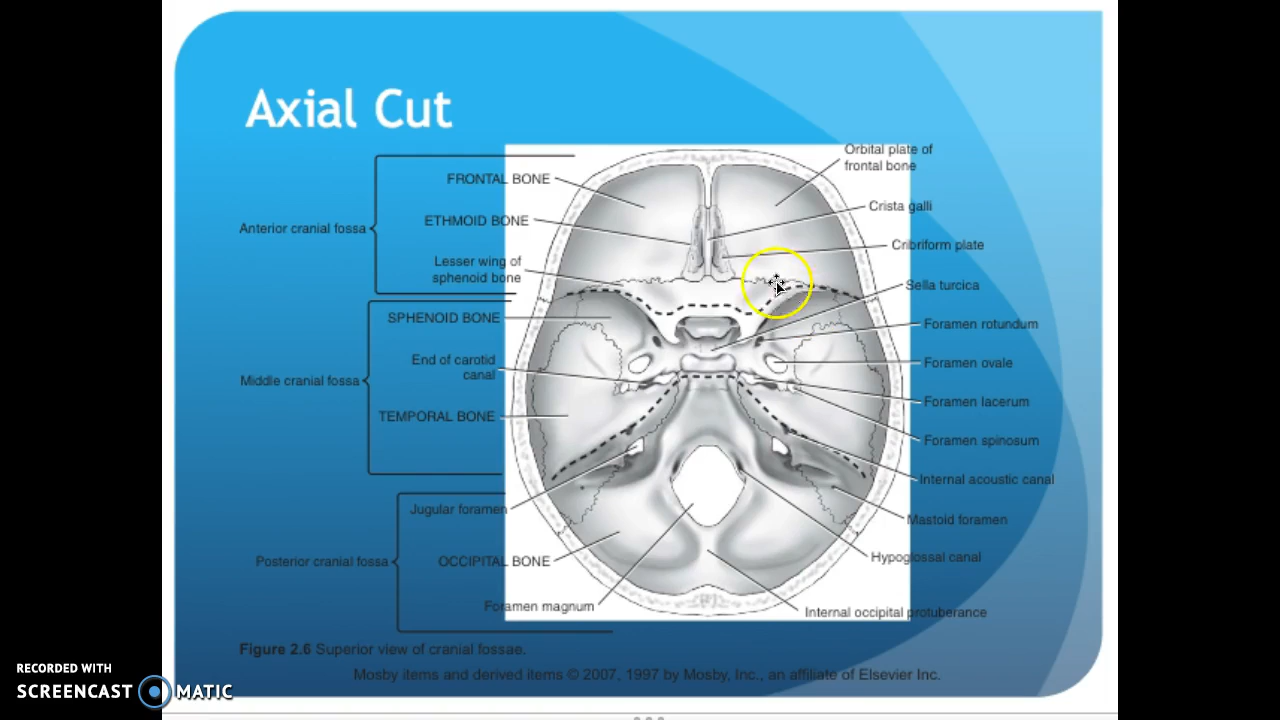 Axial Cut
Orbital plate of
frontal bone
FRONTAL BONE
Crista galli
ETHMOID BONE
Anterior cranial fossa
Cribriform plate
Lesser wing of
sphenoid bone
Sella turcica
SPHENOID BONE
Foramen rotundum
End of carotid
canal
Foramen ovale
Middle cranial fossa
Foramen lacerum
TEMPORAL BONE
Foramen spinosum
Internal acoustic canal
Jugular foramen
Mastoid foramen
Posterior cranial fossa
OCCIPITAL BONE
Hypoglossal canal
Foramen magnum
Internal occipital protuberance
Figure 2.6 Superior view of cranial fossae.
Mosby items and derived items © 2007, 1997 by Mosby, Inc., an affiliate of Elsevier Inc.
RECORDED WITH
SCREENCAST MATIC